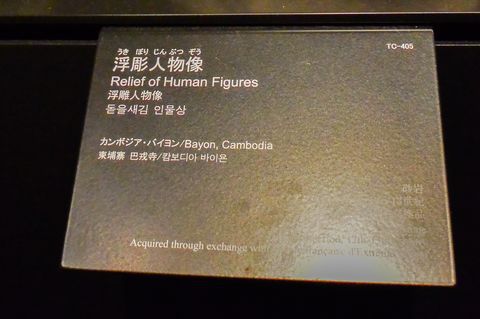 TC-405
うき ぼり じん ぶつ ぞう
浮彫人物像
Relief of Human Figures
浮雕人物像
돋을새김 인물상
カンボジア・バイヨン/Bayon, Cambodia
柬埔寨 巴戎寺/캄보디아 바이욘
砂岩
Acquired through exchange